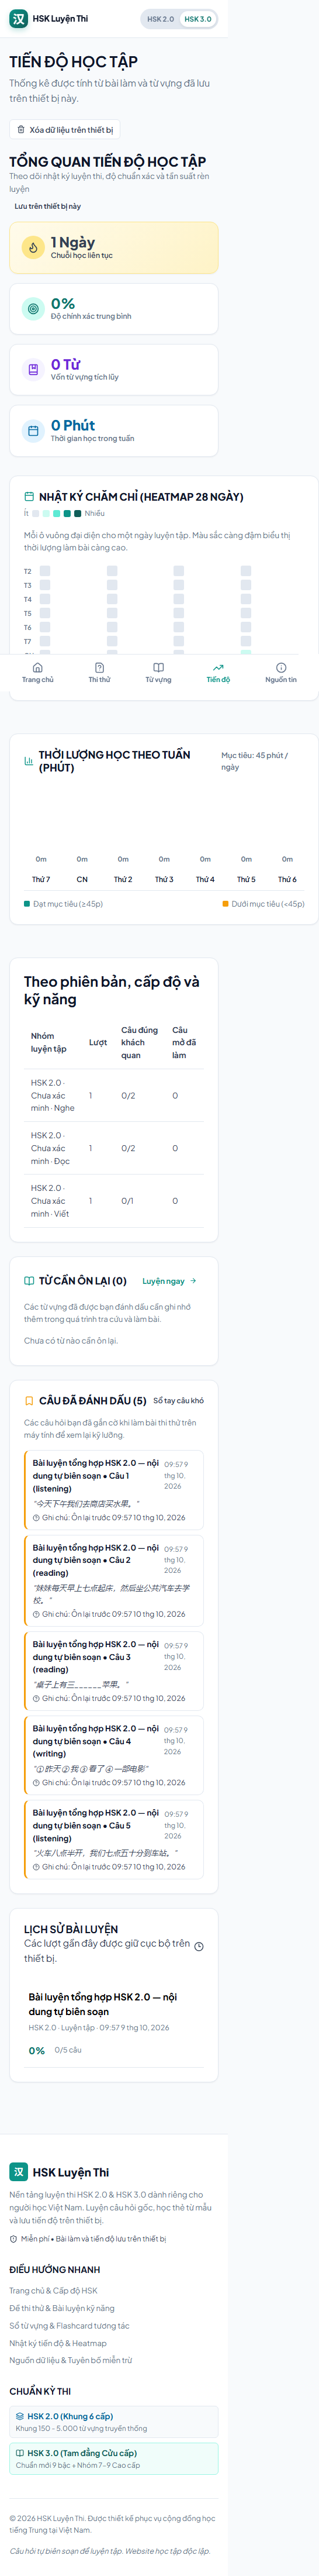 汉 HSK Luyện Thi HSK 2.0 HSK 3.0
TIẾN ĐỘ HỌC TẬP
Thống kê được tính từ bài làm và từ vựng đã lưu
trên thiết bị này.
Xóa dữ liệu trên thiết bị
TỔNG QUAN TIẾN ĐỘ HỌC TẬP
Theo dõi nhật ký luyện thi, độ chuẩn xác và tần suất rèn
luyện
Lưu trên thiết bị này
1 Ngày
Chuỗi học liên tục
0%
Độ chính xác trung bình
0 Từ
Vốn từ vựng tích lũy
0 Phút
Thời gian học trong tuần
NHẬT KÝ CHĂM CHỈ (HEATMAP 28 NGÀY)
Ít Nhiều
Mỗi ô vuông đại diện cho một ngày luyện tập. Màu sắc càng đậm biểu thị
thời lượng làm bài càng cao.
T2
T3
T4
T5
T6
T7
Trang chủ Thi thử Từ vựng Tiến độ Nguồn tin
THỜI LƯỢNG HỌC THEO TUẦN
(PHÚT)
Mục tiêu: 45 phút /
ngày
0m 0m 0m 0m 0m 0m 0m
Thứ 7 CN Thứ 2 Thứ 3 Thứ 4 Thứ 5 Thứ 6
Đạt mục tiêu (≥45p) Dưới mục tiêu (<45p)
Theo phiên bản, cấp độ và
kỹ năng
Nhóm
luyện tập
Lượt
Câu đúng
khách
quan
Câu
mở đã
làm
HSK 2.0 ·
Chưa xác
minh · Nghe
1 0/2 0
HSK 2.0 ·
Chưa xác
minh · Đọc
1 0/2 0
HSK 2.0 ·
Chưa xác
minh · Viết
1 0/1 0
TỪ CẦN ÔN LẠI (0) Luyện ngay →
Các từ vựng đã được bạn đánh dấu cần ghi nhớ
thêm trong quá trình tra cứu và làm bài.
Chưa có từ nào cần ôn lại.
CÂU ĐÃ ĐÁNH DẤU (5) Sổ tay câu khó
Các câu hỏi bạn đã gắn cờ khi làm bài thi thử trên
máy tính để xem lại kỹ lưỡng.
Bài luyện tổng hợp HSK 2.0 — nội
dung tự biên soạn • Câu 1
(listening)
09:57 9
thg 10,
2026
"今天下午我们去商店买水果。"
Ghi chú: Ôn lại trước 09:57 10 thg 10, 2026
Bài luyện tổng hợp HSK 2.0 — nội
dung tự biên soạn • Câu 2
(reading)
09:57 9
thg 10,
2026
"妹妹每天早上七点起床，然后坐公共汽车去学
校。"
Ghi chú: Ôn lại trước 09:57 10 thg 10, 2026
Bài luyện tổng hợp HSK 2.0 — nội
dung tự biên soạn • Câu 3
(reading)
09:57 9
thg 10,
2026
"桌子上有三______苹果。"
Ghi chú: Ôn lại trước 09:57 10 thg 10, 2026
Bài luyện tổng hợp HSK 2.0 — nội
dung tự biên soạn • Câu 4
(writing)
09:57 9
thg 10,
2026
"① 昨天 ② 我 ③ 看了 ④ 一部电影"
Ghi chú: Ôn lại trước 09:57 10 thg 10, 2026
Bài luyện tổng hợp HSK 2.0 — nội
dung tự biên soạn • Câu 5
(listening)
09:57 9
thg 10,
2026
"火车八点半开，我们七点五十分到车站。"
Ghi chú: Ôn lại trước 09:57 10 thg 10, 2026
LỊCH SỬ BÀI LUYỆN
Các lượt gần đây được giữ cục bộ trên
thiết bị.
Bài luyện tổng hợp HSK 2.0 — nội
dung tự biên soạn
HSK 2.0 · Luyện tập · 09:57 9 thg 10, 2026
0% 0/5 câu
汉 HSK Luyện Thi
Nền tảng luyện thi HSK 2.0 & HSK 3.0 dành riêng cho
người học Việt Nam. Luyện câu hỏi gốc, học thẻ từ mẫu
và lưu tiến độ trên thiết bị.
Miễn phí • Bài làm và tiến độ lưu trên thiết bị
ĐIỀU HƯỚNG NHANH
Trang chủ & Cấp độ HSK
Đề thi thử & Bài luyện kỹ năng
Sổ từ vựng & Flashcard tương tác
Nhật ký tiến độ & Heatmap
Nguồn dữ liệu & Tuyên bố miễn trừ
CHUẨN KỲ THI
HSK 2.0 (Khung 6 cấp)
Khung 150 - 5.000 từ vựng truyền thống
HSK 3.0 (Tam đẳng Cửu cấp)
Chuẩn mới 9 bậc + Nhóm 7–9 Cao cấp
© 2026 HSK Luyện Thi. Được thiết kế phục vụ cộng đồng học
tiếng Trung tại Việt Nam.
Câu hỏi tự biên soạn để luyện tập. Website học tập độc lập.